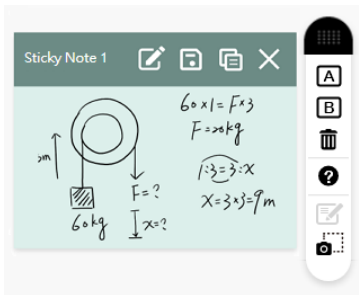 Sticky Note 1
60×1=F×3
F=20kg
1:3=3:x
x=3×3=9m
F=?
x=?
60kg
A
B
?